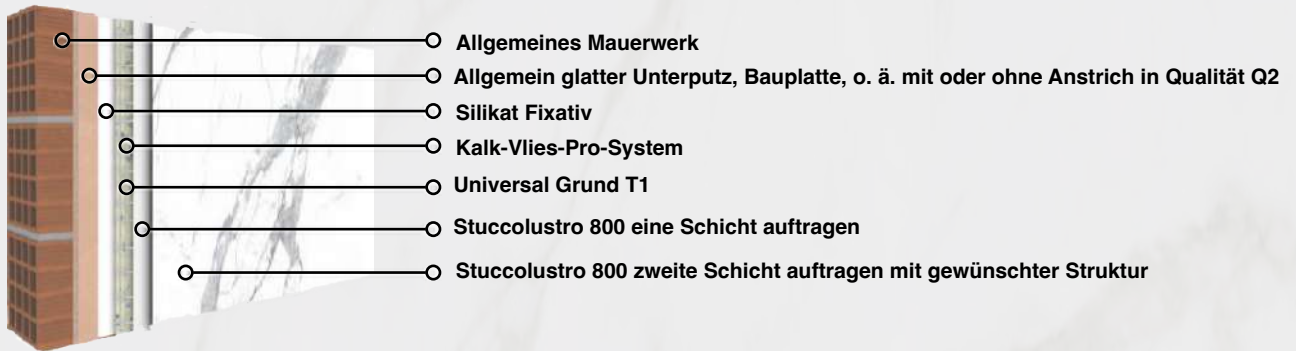 Allgemeines Mauerwerk
Allgemein glatter Unterputz, Bauplatte, o. ä. mit oder ohne Anstrich in Qualität Q2
Silikat Fixativ
Kalk-Vlies-Pro-System
Universal Grund T1
Stuccolustro 800 eine Schicht auftragen
Stuccolustro 800 zweite Schicht auftragen mit gewünschter Struktur